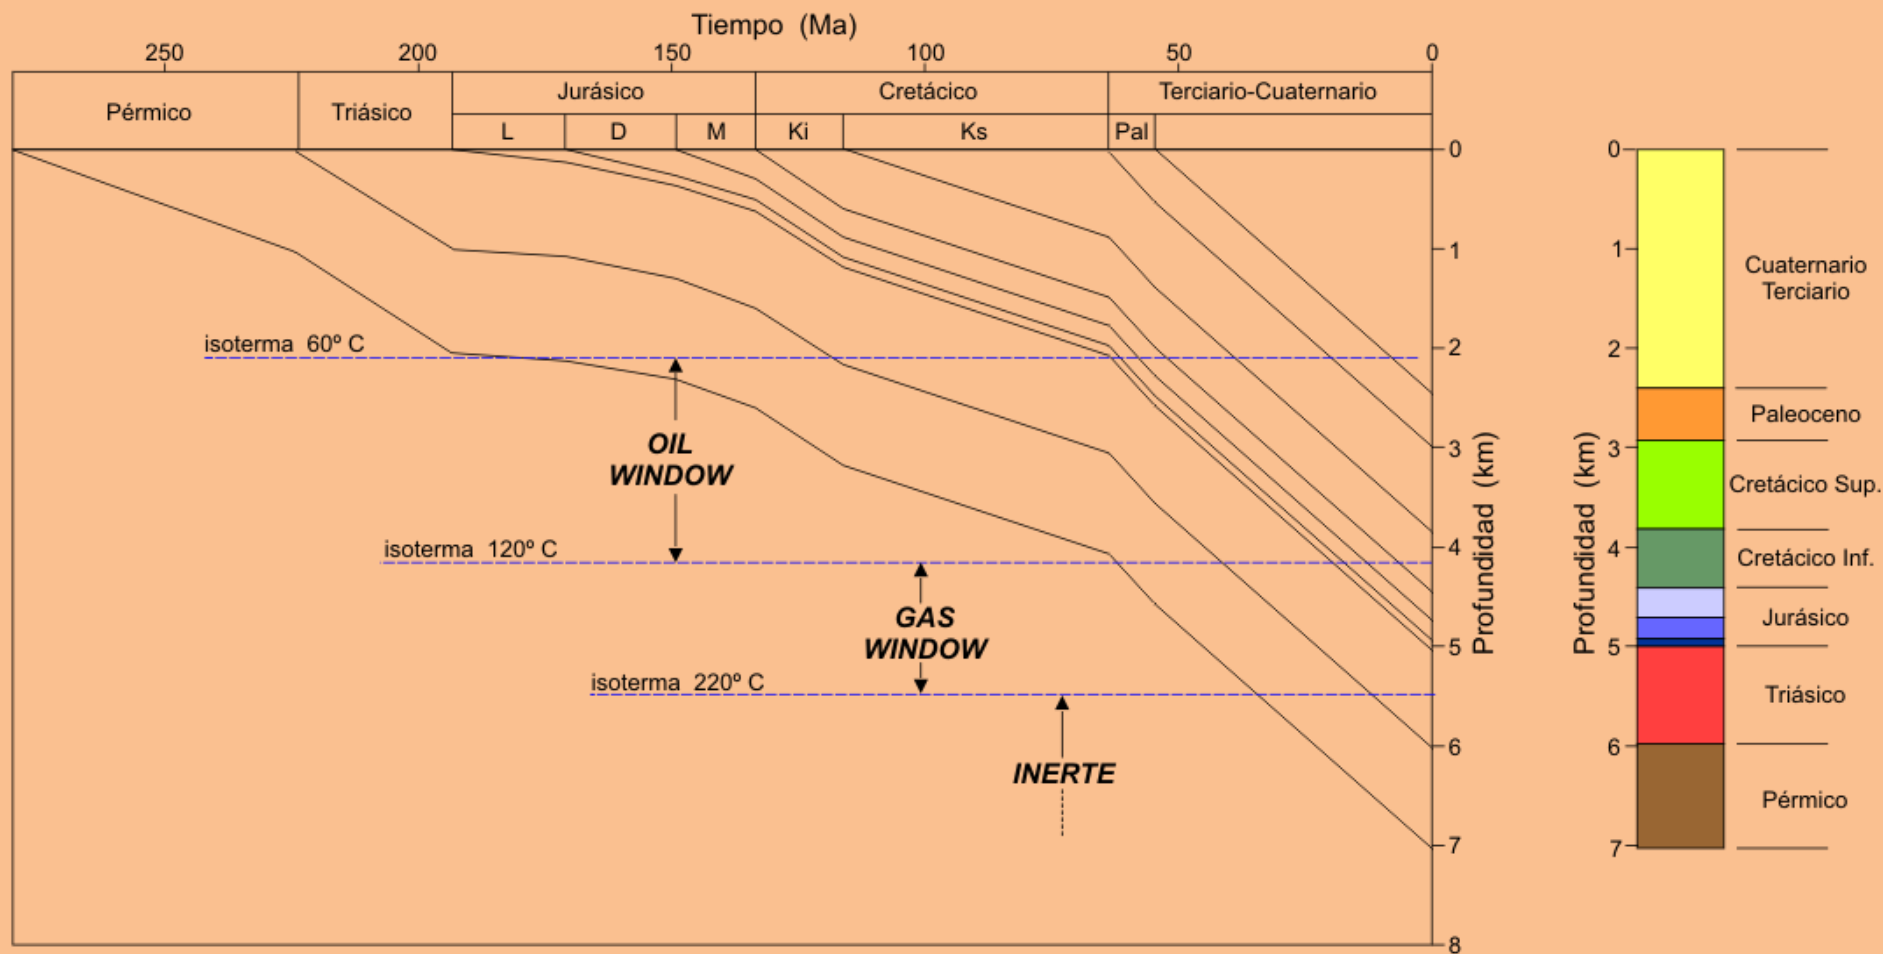 Tiempo (Ma)
250 200 150 100 50 0
Pérmico Triásico Jurásico Cretácico Terciario-Cuaternario
L D M Ki Ks Pal
0
1
2
3
4
5
6
7
8
Profundidad (km)
isoterma 60º C
OIL
WINDOW
isoterma 120º C
GAS
WINDOW
isoterma 220º C
INERTE
Profundidad (km)
0
1
2
3
4
5
6
7
Cuaternario
Terciario
Paleoceno
Cretácico Sup.
Cretácico Inf.
Jurásico
Triásico
Pérmico